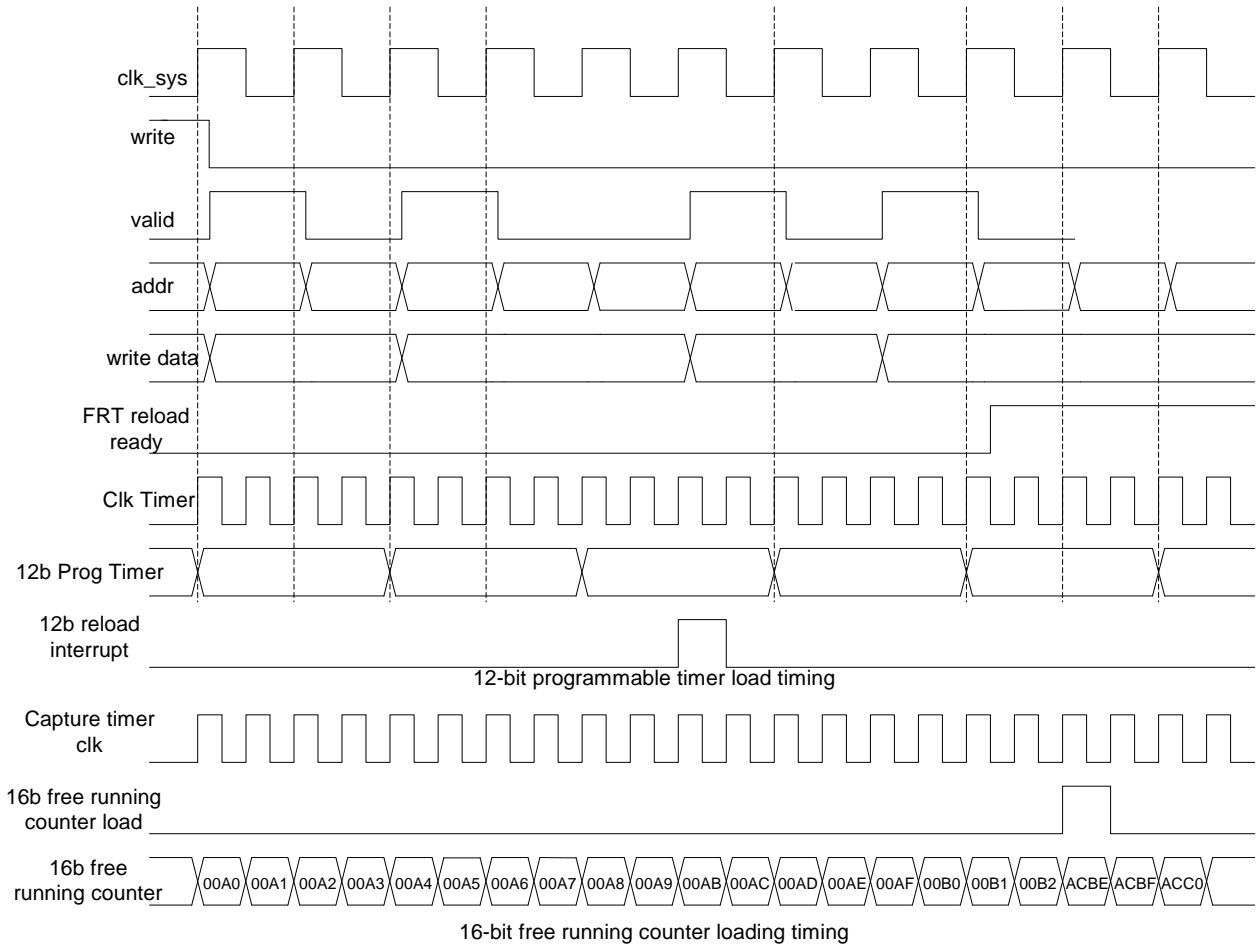 clk_sys
write
valid
addr
write data
FRT reload
ready
Clk Timer
12b Prog Timer
12b reload
interrupt
12-bit programmable timer load timing
Capture timer
clk
16b free running
counter load
16b free
running counter
00A0 00A1 00A2 00A3 00A4 00A5 00A6 00A7 00A8 00A9 00AB 00AC 00AD 00AE 00AF 00B0 00B1 00B2 ACBE ACBF ACC0
16-bit free running counter loading timing